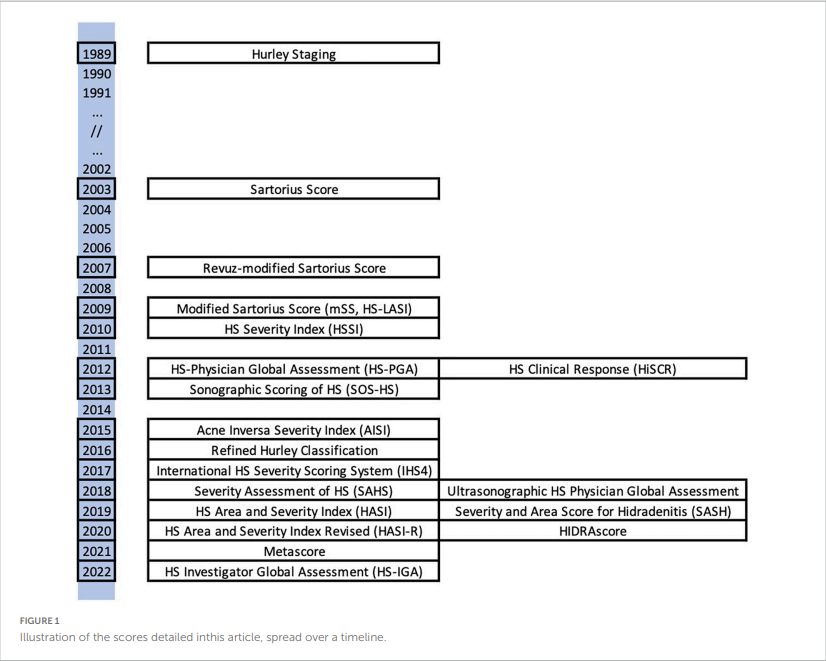 1989 Hurley Staging
1990
1991
...
//
...
2002
2003 Sartorius Score
2004
2005
2006
2007 Revuz-modified Sartorius Score
2008
2009 Modified Sartorius Score (mSS, HS-LASI)
2010 HS Severity Index (HSSI)
2011
2012 HS-Physician Global Assessment (HS-PGA) HS Clinical Response (HiSCR)
2013 Sonographic Scoring of HS (SOS-HS)
2014
2015 Acne Inversa Severity Index (AISI)
2016 Refined Hurley Classification
2017 International HS Severity Scoring System (IHS4)
2018 Severity Assessment of HS (SAHS) Ultrasonographic HS Physician Global Assessment
2019 HS Area and Severity Index (HASI) Severity and Area Score for Hidradenitis (SASH)
2020 HS Area and Severity Index Revised (HASI-R) HIDRAscore
2021 Metascore
2022 HS Investigator Global Assessment (HS-IGA)
FIGURE 1
Illustration of the scores detailed inthis article, spread over a timeline.